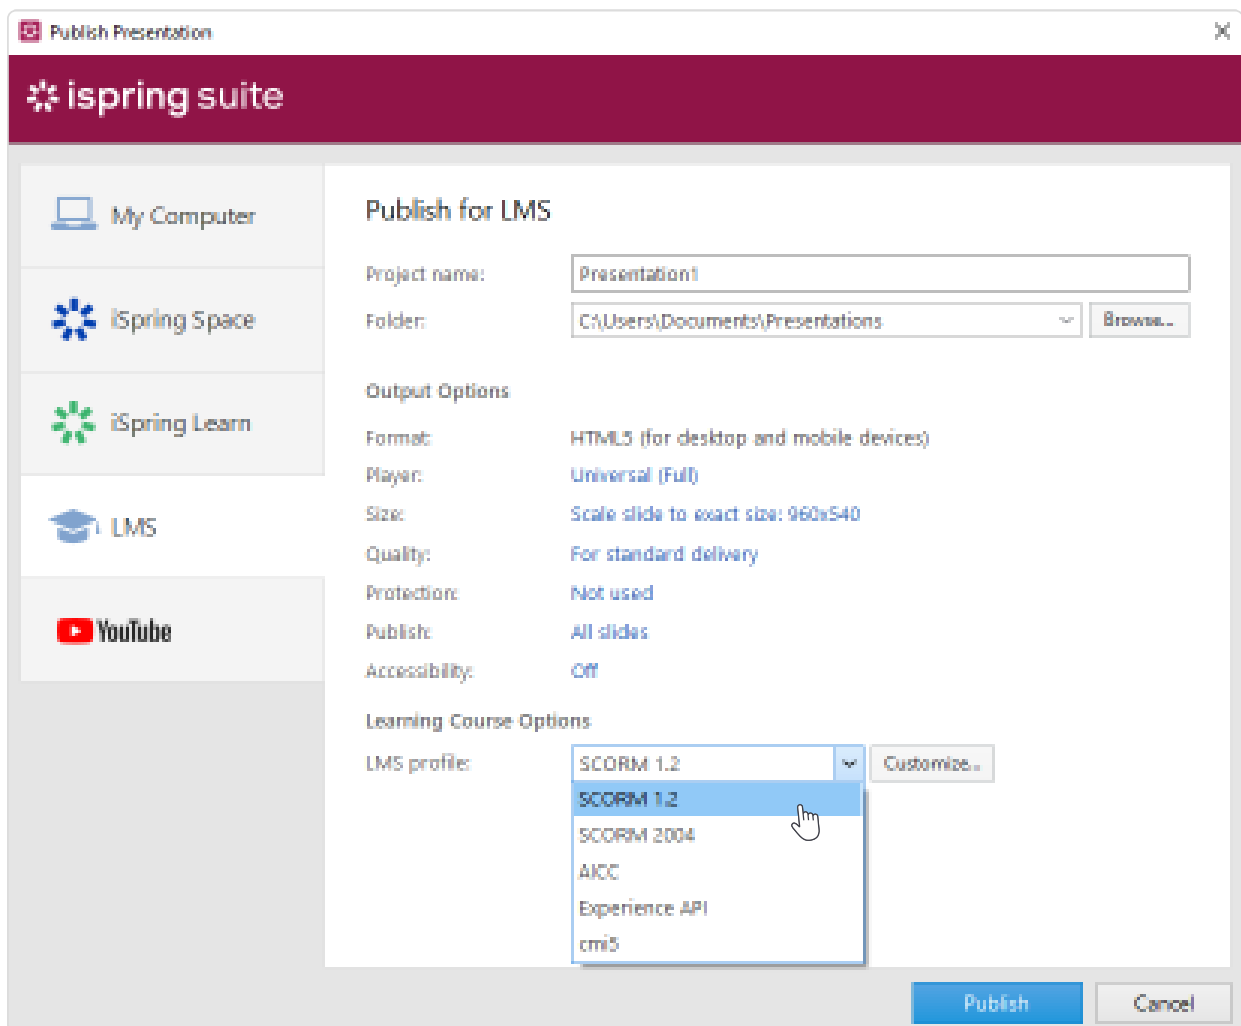 Publish Presentation
ispring suite
My Computer
iSpring Space
iSpring Learn
LMS
YouTube
Publish for LMS
Project name: Presentation1
Folder: C:\Users\Documents\Presentations Browse...
Output Options
Format: HTML5 (for desktop and mobile devices)
Player: Universal (Full)
Size: Scale slide to exact size: 960x540
Quality: For standard delivery
Protection: Not used
Publish: All slides
Accessibility: Off
Learning Course Options
LMS profile: SCORM 1.2 Customize...
SCORM 1.2
SCORM 2004
AICC
Experience API
cmi5
Publish Cancel